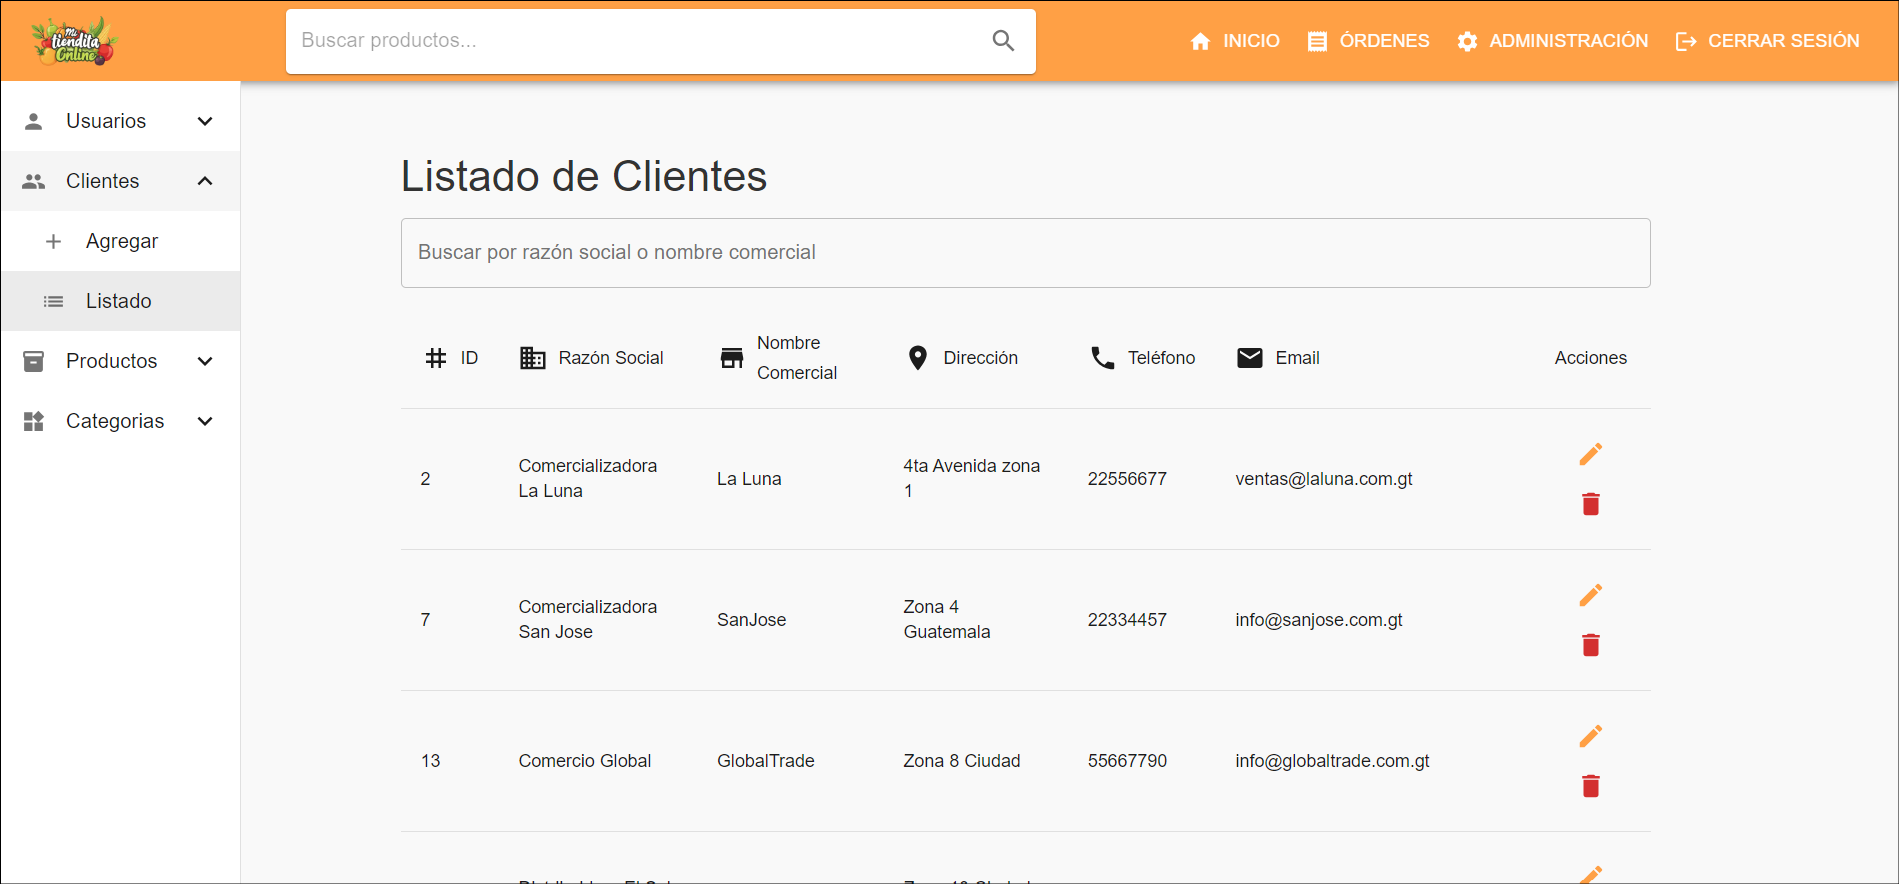 Mi
tiendita
Online
Buscar productos...
INICIO
ÓRDENES
ADMINISTRACIÓN
CERRAR SESIÓN
Usuarios
Clientes
Agregar
Listado
Productos
Categorias
Listado de Clientes
Buscar por razón social o nombre comercial
ID
Razón Social
Nombre
Comercial
Dirección
Teléfono
Email
Acciones
2
Comercializadora
La Luna
La Luna
4ta Avenida zona
1
22556677
ventas@laluna.com.gt
7
Comercializadora
San Jose
SanJose
Zona 4
Guatemala
22334457
info@sanjose.com.gt
13
Comercio Global
GlobalTrade
Zona 8 Ciudad
55667790
info@globaltrade.com.gt